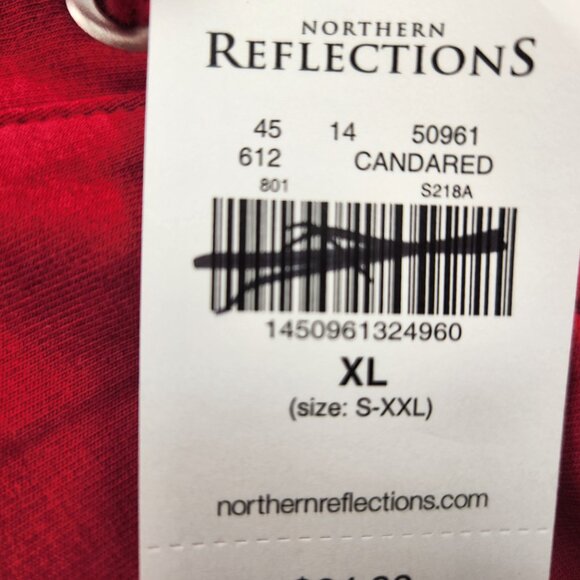 NORTHERN
REFLECTIONS
45 14 50961
612 CANDARED
801 S218A
1450961324960
XL
(size: S-XXL)
northernreflections.com